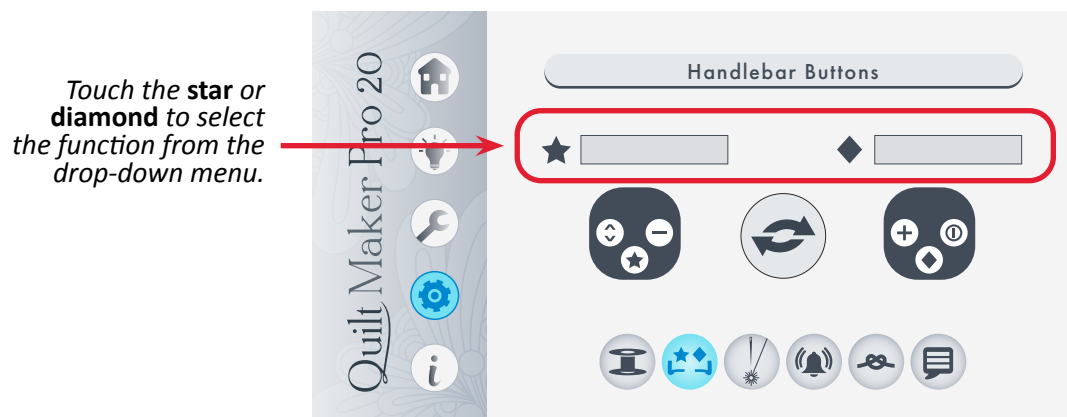 Touch the star or
diamond to select
the function from the
drop-down menu.
Quilt Maker Pro 20
Handlebar Buttons
i